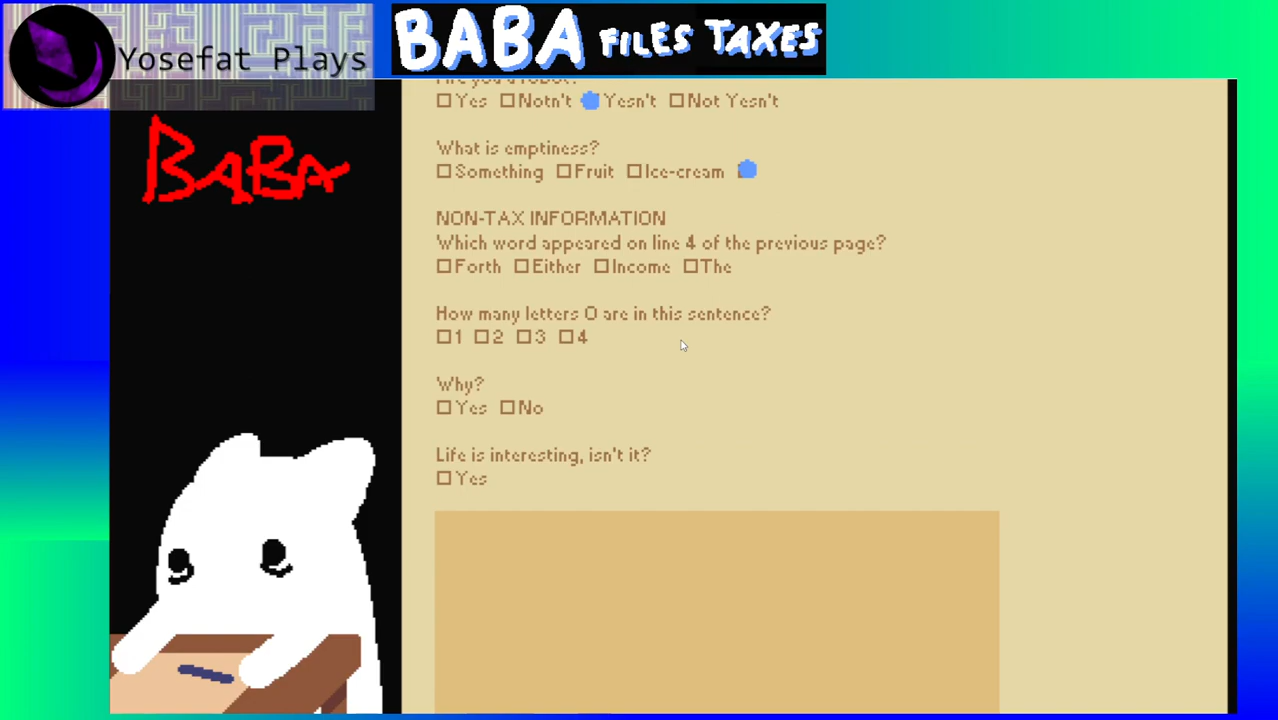 Yosefat Plays
BABA FILES TAXES
BABA
Yes Notn't Yesn't Not Yesn't
What is emptiness?
Something Fruit Ice-cream
NON-TAX INFORMATION
Which word appeared on line 4 of the previous page?
Forth Either Income The
How many letters O are in this sentence?
1 2 3 4
Why?
Yes No
Life is interesting, isn't it?
Yes